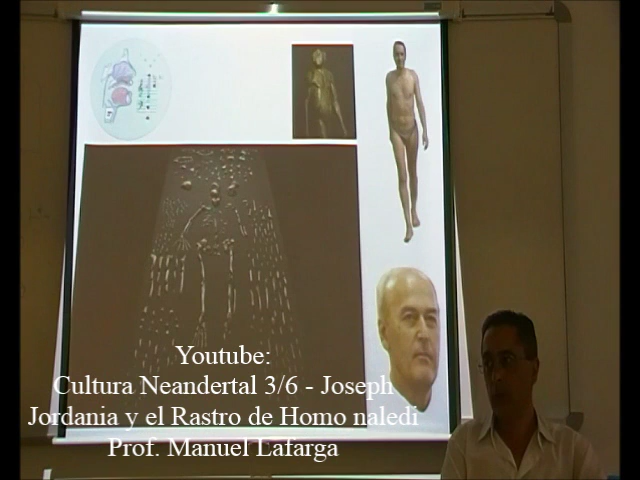 Youtube:
Cultura Neandertal 3/6 - Joseph
Jordania y el Rastro de Homo naledi
Prof. Manuel Lafarga